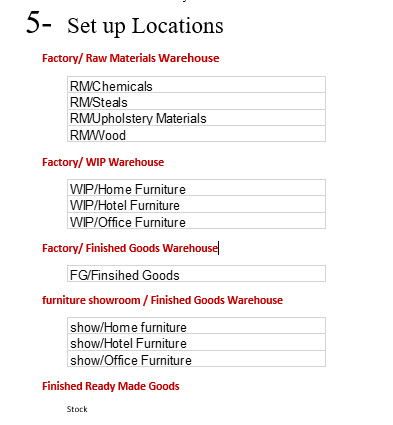 5- Set up Locations
Factory/ Raw Materials Warehouse
RM/Chemicals
RM/Steals
RM/Upholstery Materials
RM/Wood
Factory/ WIP Warehouse
WIP/Home Furniture
WIP/Hotel Furniture
WIP/Office Furniture
Factory/ Finished Goods Warehouse
FG/Finsihed Goods
furniture showroom / Finished Goods Warehouse
show/Home furniture
show/Hotel Furniture
show/Office Furniture
Finished Ready Made Goods
Stock